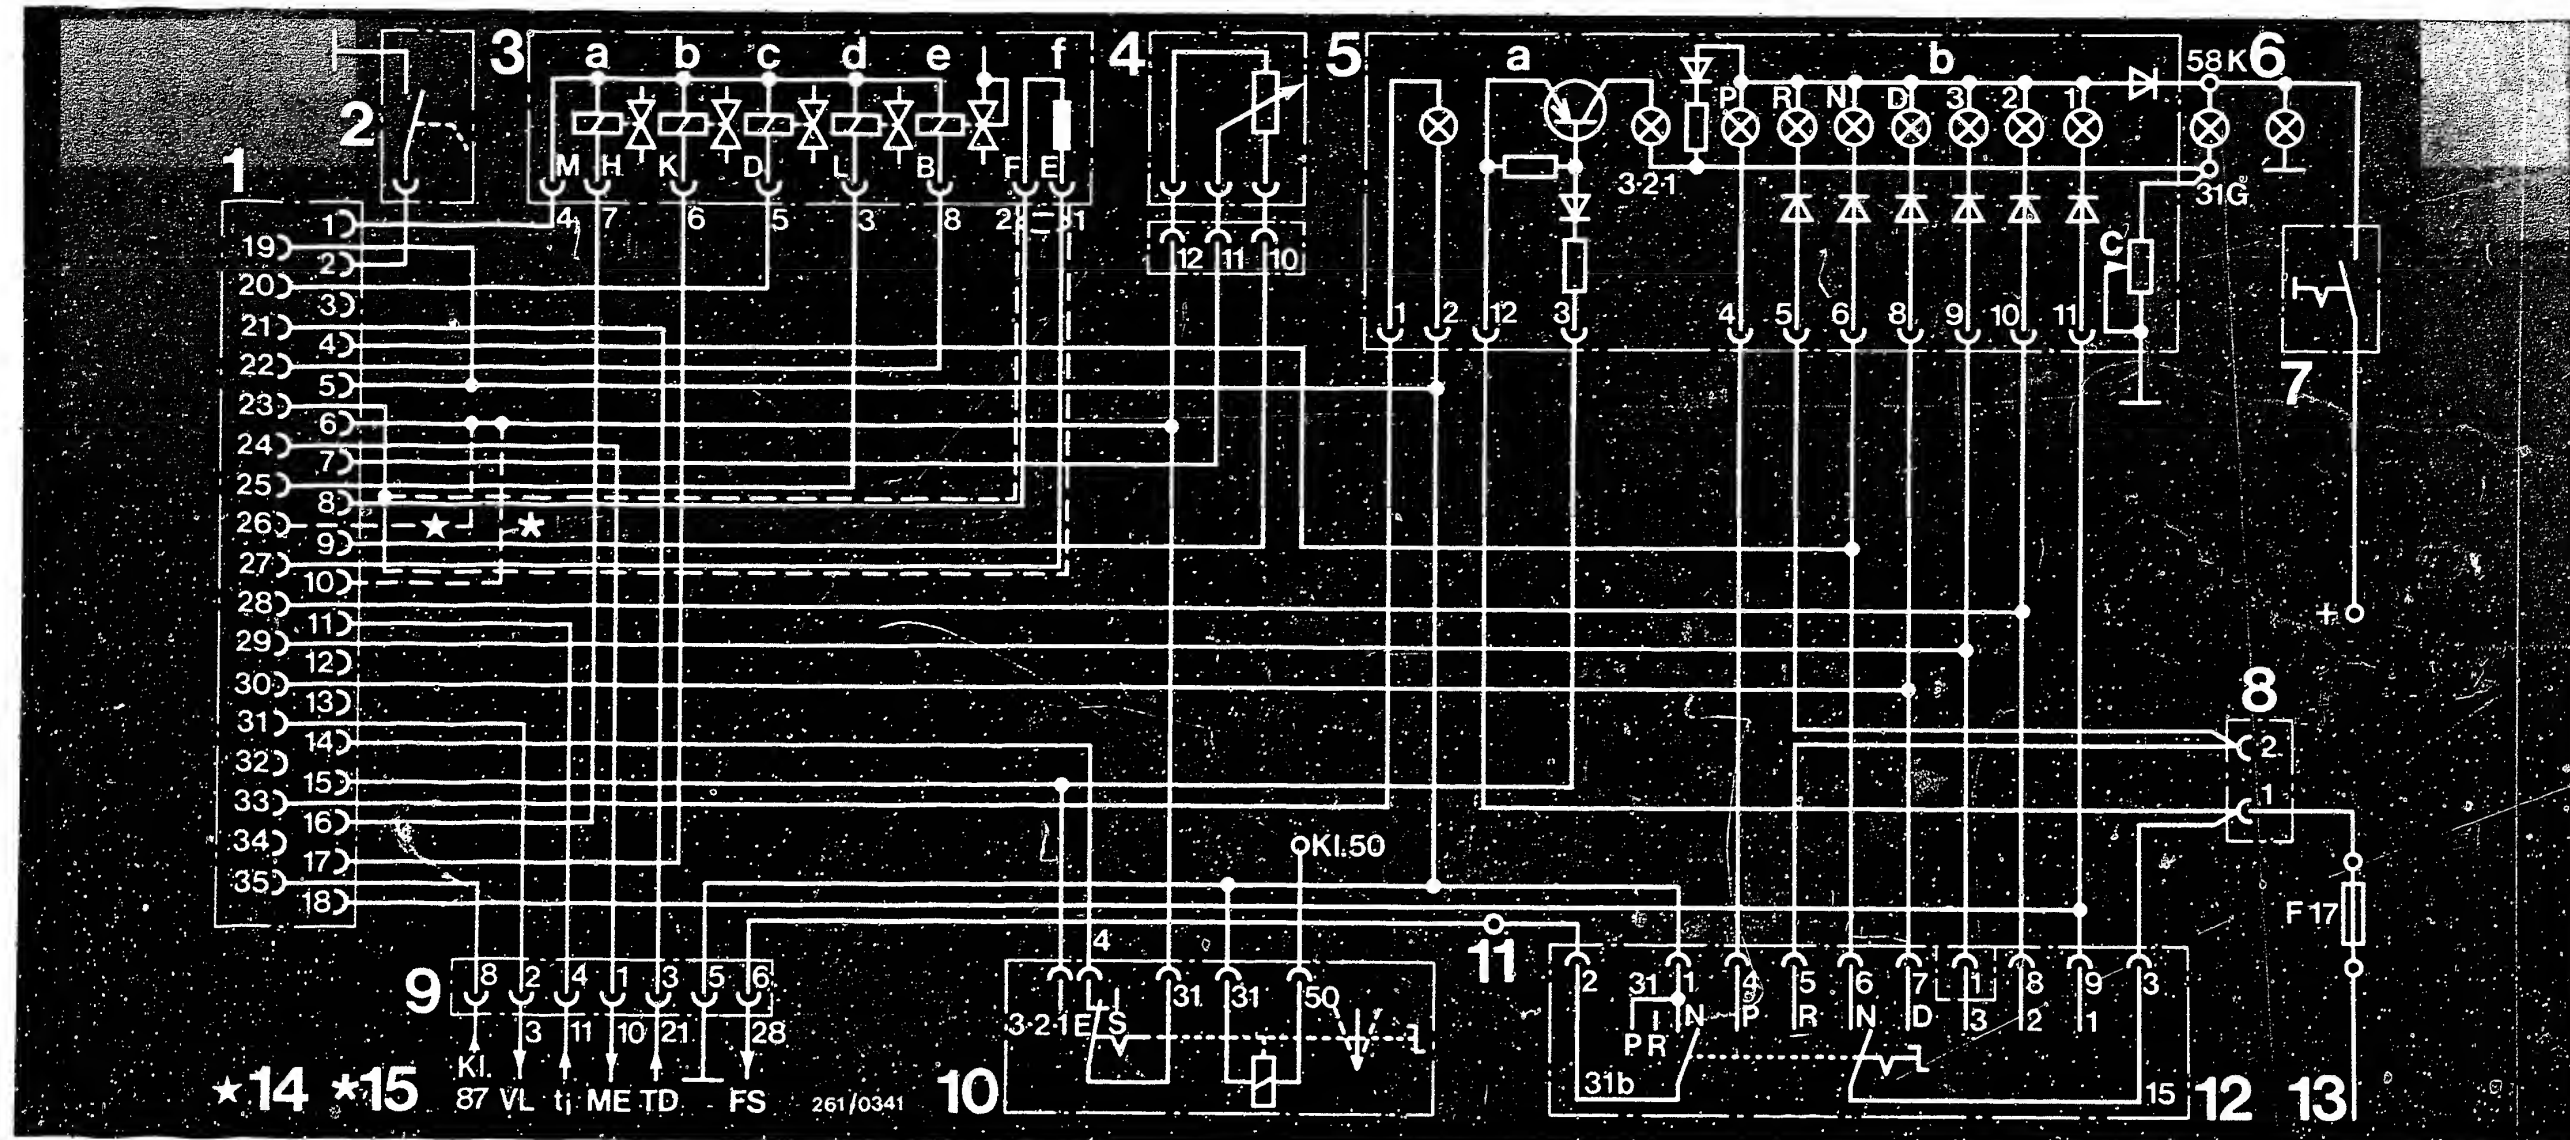 2 3 a b c d e f 4 5 a b 58K 6
P R N D 3 2 1
1 M H K D L B F E 3·2·1 31G
1 4 7 6 5 3 8 2 1
19
2 12 11 10 C
20
3
21 1 2 12 3 4 5 6 8 9 10 11
4
22
5 7
23
6
24
7
25
8
26 ★ *
9
27
10
28 +
11
29
12
30 8
13
31
14 2
32
15 1
33
16
34 Kl.50
17
35
18 F17
4 11
9 8 2 4 1 3 5 6 31 31 50 2 31 1 4 5 6 7 1 8 9 3
3 11 10 21 28 3·2·1 E S P R N P R N D 3 2 1
★14 *15 Kl. 10 31b 15 12 13
87 VL ti ME TD FS 261/0341